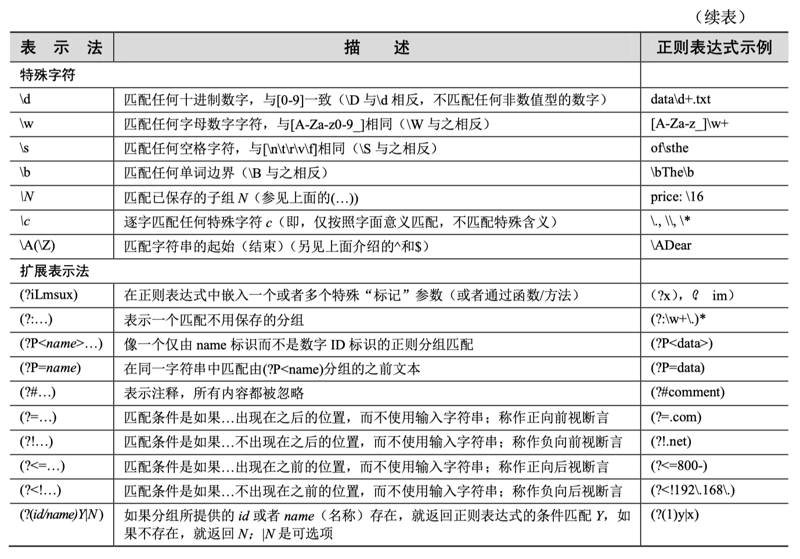 （续表）
表 示 法 描 述 正则表达式示例
特殊字符
\d 匹配任何十进制数字，与[0-9]一致（\D 与\d 相反，不匹配任何非数值型的数字） data\d+.txt
\w 匹配任何字母数字字符，与[A-Za-z0-9_]相同（\W 与之相反） [A-Za-z_]\w+
\s 匹配任何空格字符，与[\n\t\r\v\f]相同（\S 与之相反） of\sthe
\b 匹配任何单词边界（\B 与之相反） \bThe\b
\N 匹配已保存的子组 N（参见上面的(…)) price: \16
\c 逐字匹配任何特殊字符 c（即，仅按照字面意义匹配，不匹配特殊含义） \., \\, \*
\A(\Z) 匹配字符串的起始（结束）（另见上面介绍的^和$） \ADear
扩展表示法
(?iLmsux) 在正则表达式中嵌入一个或者多个特殊“标记”参数（或者通过函数/方法） （?x），(? im）
(?:…) 表示一个匹配不用保存的分组 (?:\w+\.)*
(?P<name>…) 像一个仅由 name 标识而不是数字 ID 标识的正则分组匹配 (?P<data>)
(?P=name) 在同一字符串中匹配由(?P<name)分组的之前文本 (?P=data)
(?#…) 表示注释，所有内容都被忽略 (?#comment)
(?=…) 匹配条件是如果…出现在之后的位置，而不使用输入字符串；称作正向前视断言 (?=.com)
(?!…) 匹配条件是如果…不出现在之后的位置，而不使用输入字符串；称作负向前视断言 (?!.net)
(?<=…) 匹配条件是如果…出现在之前的位置，而不使用输入字符串；称作正向后视断言 (?<=800-)
(?<!…) 匹配条件是如果…不出现在之前的位置，而不使用输入字符串；称作负向后视断言 (?<!192\.168\.)
(?(id/name)Y|N) 如果分组所提供的 id 或者 name（名称）存在，就返回正则表达式的条件匹配 Y，如 (?(1)y|x)
果不存在，就返回 N；|N 是可选项